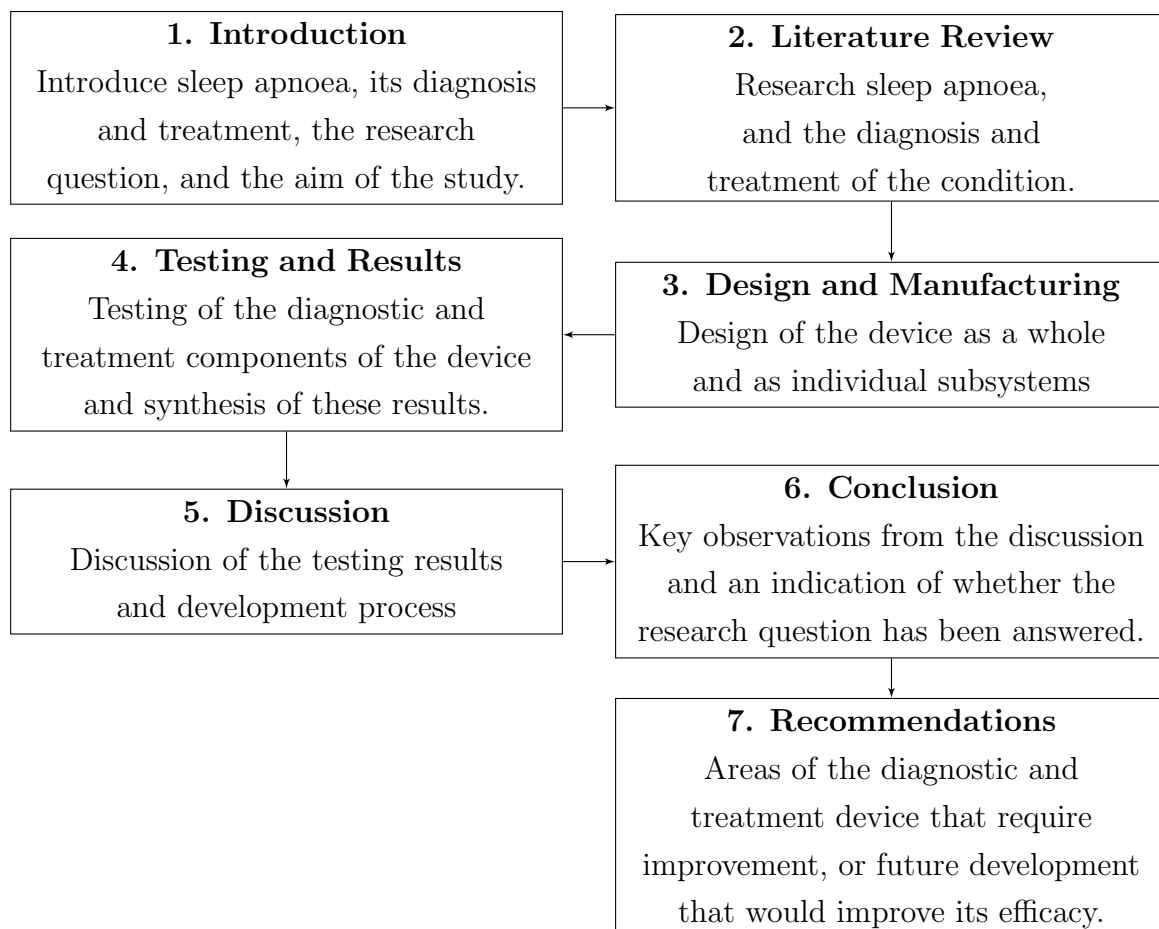 1. Introduction
Introduce sleep apnoea, its diagnosis
and treatment, the research
question, and the aim of the study.
2. Literature Review
Research sleep apnoea,
and the diagnosis and
treatment of the condition.
3. Design and Manufacturing
Design of the device as a whole
and as individual subsystems
4. Testing and Results
Testing of the diagnostic and
treatment components of the device
and synthesis of these results.
5. Discussion
Discussion of the testing results
and development process
6. Conclusion
Key observations from the discussion
and an indication of whether the
research question has been answered.
7. Recommendations
Areas of the diagnostic and
treatment device that require
improvement, or future development
that would improve its efficacy.